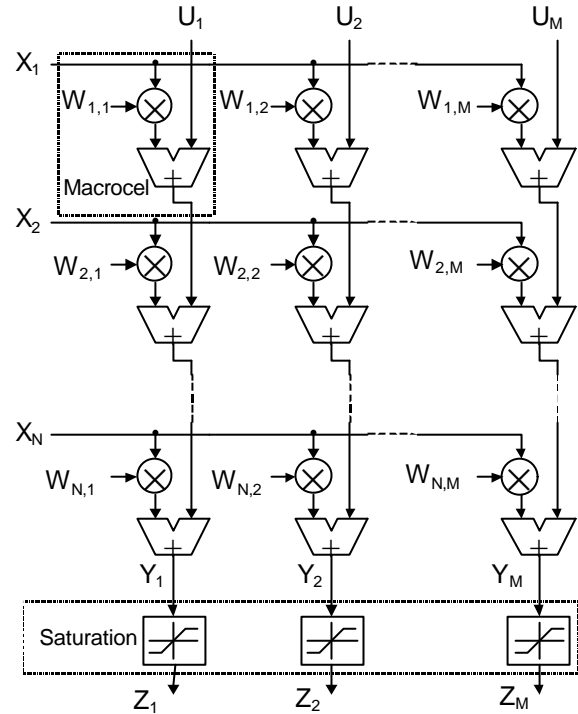 U1 U2 UM
X1
W1,1 W1,2 W1,M
Macrocel
X2
W2,1 W2,2 W2,M
XN
WN,1 WN,2 WN,M
Y1 Y2 YM
Saturation
Z1 Z2 ZM